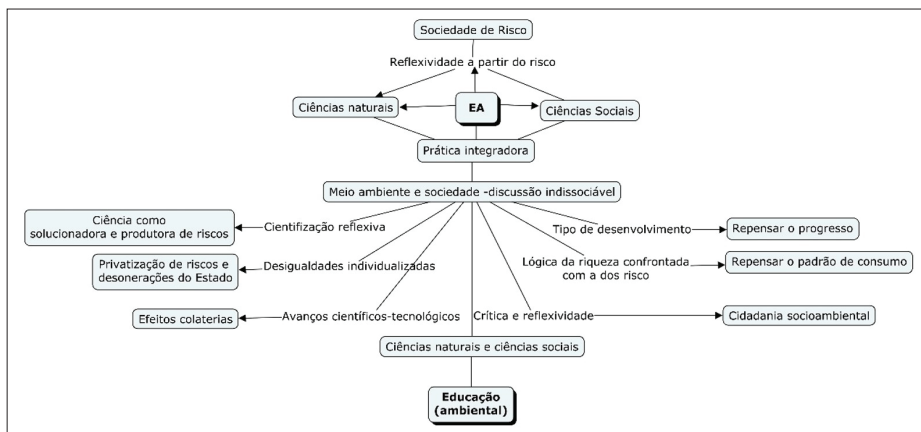 Sociedade de Risco
Reflexividade a partir do risco
Ciências naturais
EA
Ciências Sociais
Prática integradora
Meio ambiente e sociedade -discussão indissociável
Ciência como
solucionadora e produtora de riscos
Cientifização reflexiva
Tipo de desenvolvimento
Repensar o progresso
Privatização de riscos e
desonerações do Estado
Desigualdades individualizadas
Lógica da riqueza confrontada
com a dos risco
Repensar o padrão de consumo
Efeitos colaterias
Avanços científicos-tecnológicos
Crítica e reflexividade
Cidadania socioambiental
Ciências naturais e ciências sociais
Educação
(ambiental)